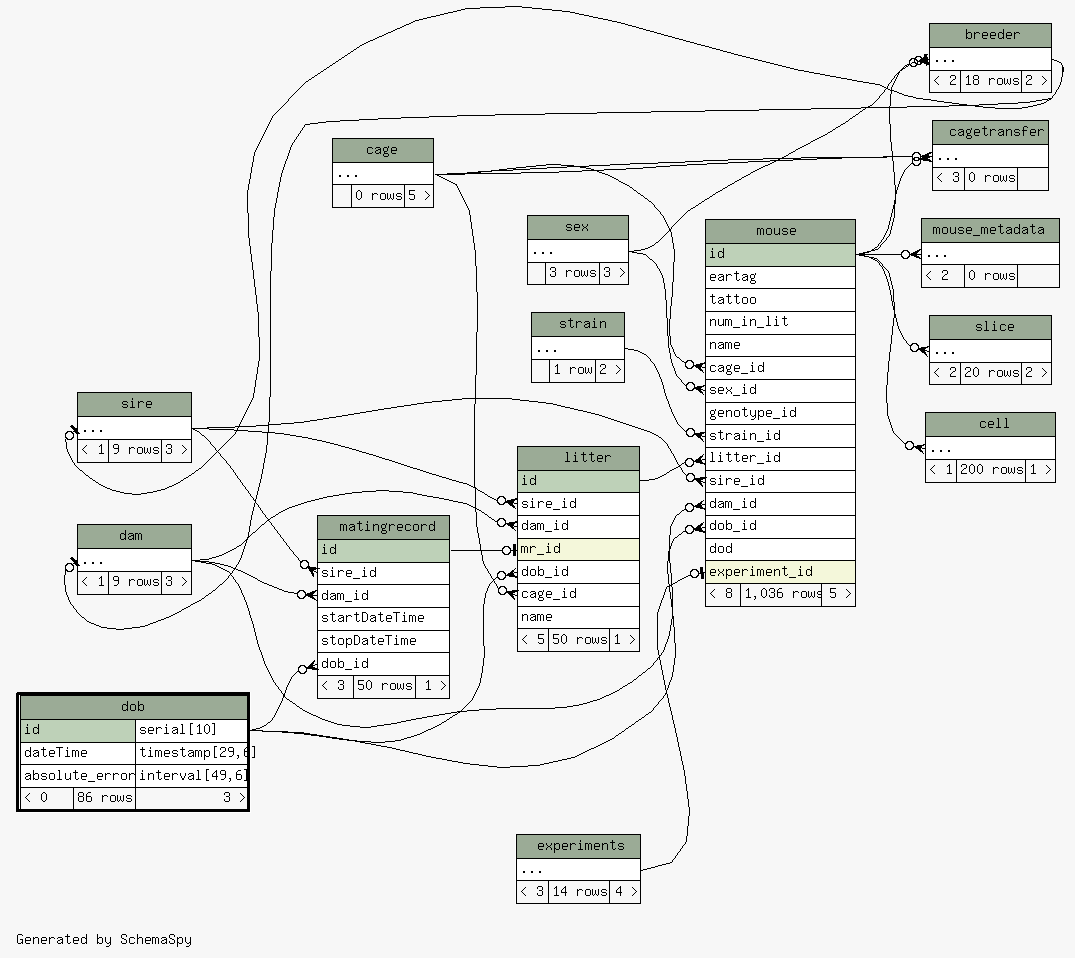 breeder
...
< 2 18 rows 2 >
cagetransfer
...
< 3 0 rows
cage
...
0 rows 5 >
sex
...
3 rows 3 >
mouse
id
eartag
tattoo
num_in_lit
name
cage_id
sex_id
genotype_id
strain_id
litter_id
sire_id
dam_id
dob_id
dod
experiment_id
< 8 1,036 rows 5 >
mouse_metadata
...
< 2 0 rows
strain
...
1 row 2 >
slice
...
< 2 20 rows 2 >
sire
...
< 1 9 rows 3 >
cell
...
< 1 200 rows 1 >
litter
id
sire_id
dam_id
mr_id
dob_id
cage_id
name
< 5 50 rows 1 >
matingrecord
id
sire_id
dam_id
startDateTime
stopDateTime
dob_id
< 3 50 rows 1 >
dam
...
< 1 9 rows 3 >
dob
id serial[10]
dateTime timestamp[29,6]
absolute_error interval[49,6]
< 0 86 rows 3 >
experiments
...
< 3 14 rows 4 >
Generated by SchemaSpy